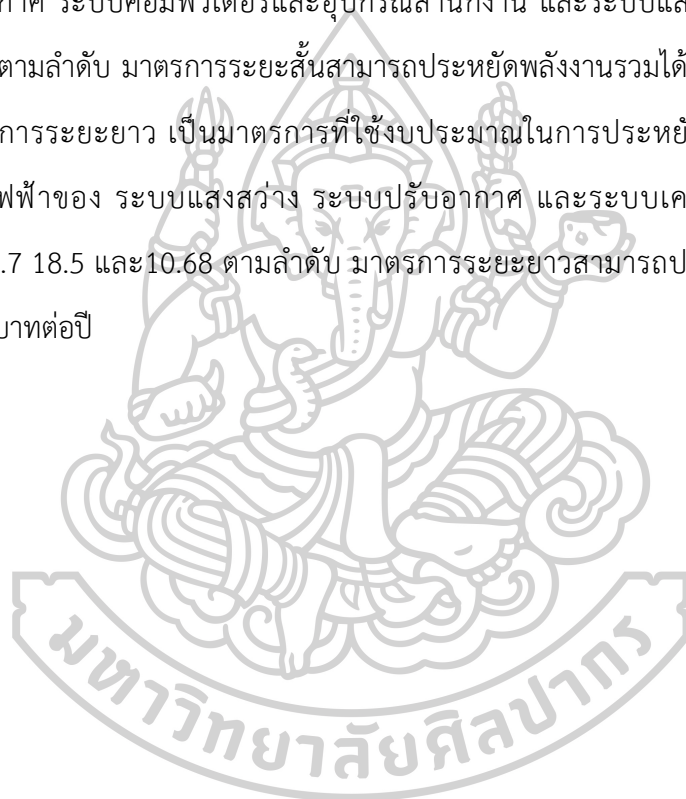 ระบบคอมพิวเตอร์และอุปกรณ์สำนักงาน และระบบแส
ตามลำดับ มาตรการระยะสั้นสามารถประหยัดพลังงานรวมได้
การระยะยาว เป็นมาตรการที่ใช้งบประมาณในการประหยั
ฟฟ้าของ ระบบแสงสว่าง ระบบปรับอากาศ และระบบเค
.7 18.5 และ10.68 ตามลำดับ มาตรการระยะยาวสามารถป
บาทต่อปี
มหาวิทยาลัยศิลปากร